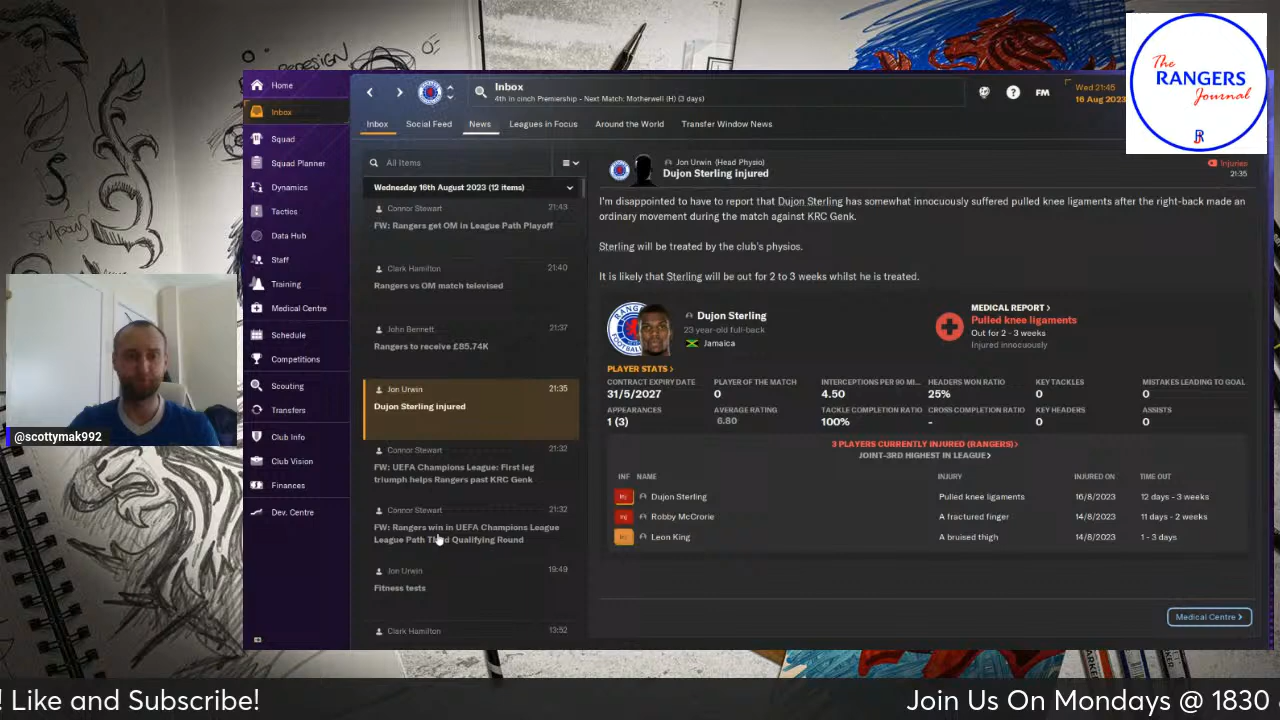 REDESIGN
The
RANGERS
Journal
Home
Inbox
Squad
Squad Planner
Dynamics
Tactics
Data Hub
Staff
Training
Medical Centre
Schedule
Competitions
Scouting
Transfers
Club Info
Club Vision
Finances
Dev. Centre
Inbox
4th in cinch Premiership - Next Match: Motherwell (H) (3 days)
FM
Wed 21:45
16 Aug 2023
Inbox
Social Feed
News
Leagues in Focus
Around the World
Transfer Window News
All Items
Wednesday 16th August 2023 (12 items)
Connor Stewart 21:43
FW: Rangers get OM in League Path Playoff
Clark Hamilton 21:40
Rangers vs OM match televised
John Bennett 21:37
Rangers to receive £85.74K
Jon Urwin 21:35
Dujon Sterling injured
Connor Stewart 21:32
FW: UEFA Champions League: First leg
triumph helps Rangers past KRC Genk
Connor Stewart 21:32
FW: Rangers win in UEFA Champions League
League Path Third Qualifying Round
Jon Urwin 19:49
Fitness tests
Clark Hamilton 13:52
Jon Urwin (Head Physio)
Dujon Sterling injured
Injuries
21:35
I'm disappointed to have to report that Dujon Sterling has somewhat innocuously suffered pulled knee ligaments after the right-back made an
ordinary movement during the match against KRC Genk.
Sterling will be treated by the club's physios.
It is likely that Sterling will be out for 2 to 3 weeks whilst he is treated.
Dujon Sterling
23 year-old full-back
Jamaica
MEDICAL REPORT >
Pulled knee ligaments
Out for 2 - 3 weeks
Injured innocuously
PLAYER STATS >
CONTRACT EXPIRY DATE PLAYER OF THE MATCH INTERCEPTIONS PER 90 MI... HEADERS WON RATIO KEY TACKLES MISTAKES LEADING TO GOAL
31/5/2027 0 4.50 25% 0 0
APPEARANCES AVERAGE RATING TACKLE COMPLETION RATIO CROSS COMPLETION RATIO KEY HEADERS ASSISTS
1 (3) 6.80 100% - 0 0
3 PLAYERS CURRENTLY INJURED (RANGERS) >
JOINT-3RD HIGHEST IN LEAGUE >
INF NAME INJURY INJURED ON TIME OUT
Inj Dujon Sterling Pulled knee ligaments 16/8/2023 12 days - 3 weeks
Inj Robby McCrorie A fractured finger 14/8/2023 11 days - 2 weeks
Inj Leon King A bruised thigh 14/8/2023 1 - 3 days
Medical Centre >
@scottymak992
! Like and Subscribe!
Join Us On Mondays @ 1830